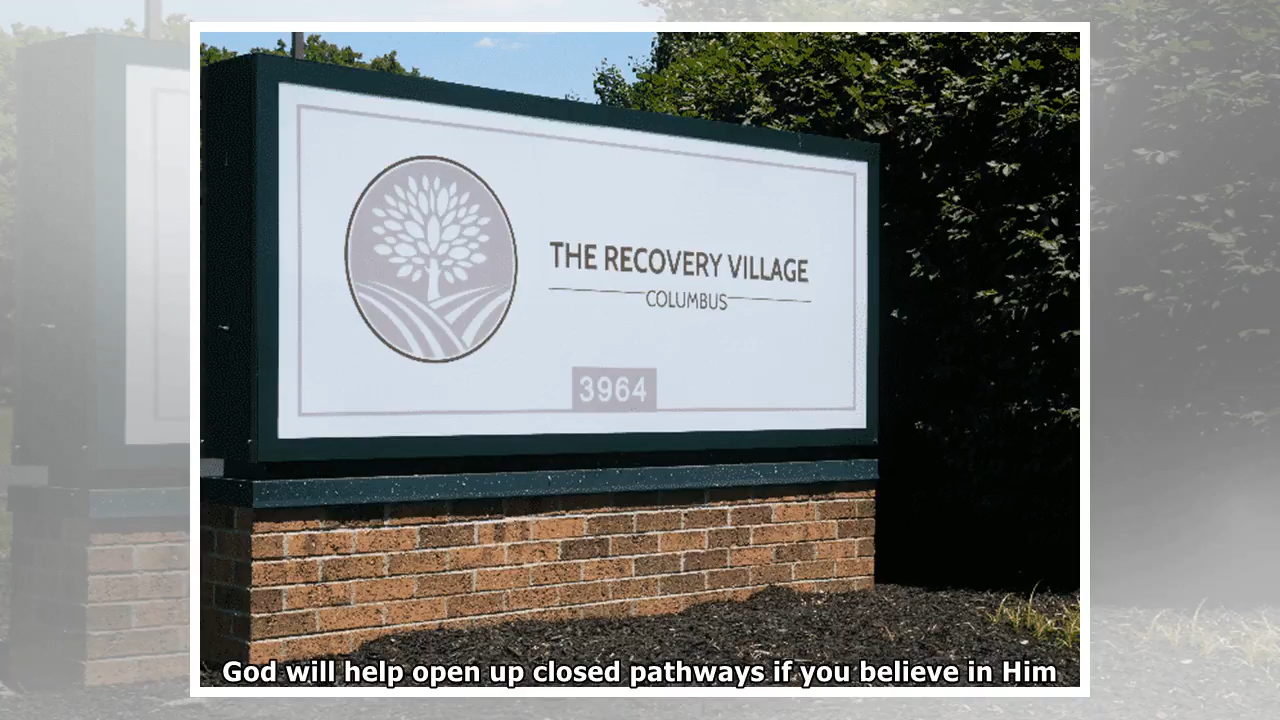 THE RECOVERY VILLAGE
COLUMBUS
3964
God will help open up closed pathways if you believe in Him